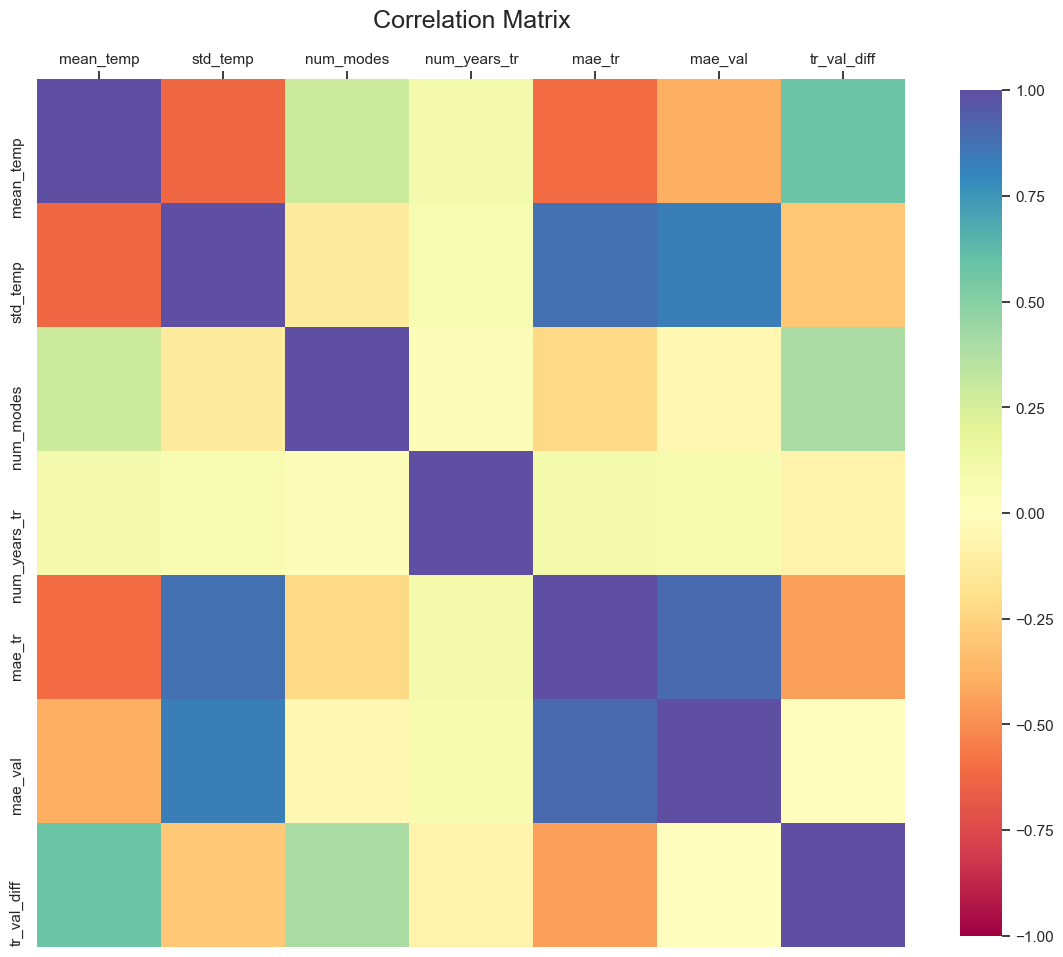 Correlation Matrix
mean_temp
std_temp
num_modes
num_years_tr
mae_tr
mae_val
tr_val_diff
mean_temp
std_temp
num_modes
num_years_tr
mae_tr
mae_val
tr_val_diff
1.00
0.75
0.50
0.25
0.00
−0.25
−0.50
−0.75
−1.00